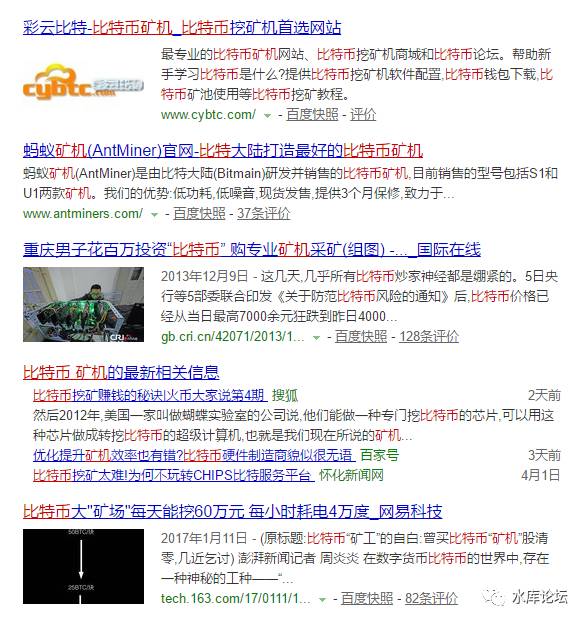 彩云比特-比特币矿机_比特币挖矿机首选网站
最专业的比特币矿机网站、比特币挖矿机商城和比特币论坛。帮助新
手学习比特币是什么?提供比特币挖矿机软件配置,比特币钱包下载,比
特币矿池使用等比特币挖矿教程。
cybtc.com 彩云比特
www.cybtc.com/ - 百度快照 - 评价
蚂蚁矿机(AntMiner)官网-比特大陆打造最好的比特币矿机
蚂蚁矿机(AntMiner)是由比特大陆(Bitmain)研发并销售的比特币矿机,目前销售的型号包括S1和
U1两款矿机。我们的优势:低功耗,低噪音,现货发售,提供3个月保修,致力于...
www.antminers.com/ - 百度快照 - 37条评价
重庆男子花百万投资“比特币” 购专业矿机采矿(组图) -..._国际在线
2013年12月9日 - 这几天,几乎所有比特币炒家神经都是绷紧的。5日央
行等5部委联合印发《关于防范比特币风险的通知》后,比特币价格已
经从当日最高7000余元狂跌到昨日4000...
CRI
gb.cri.cn/42071/2013/1... - 百度快照 - 128条评价
比特币 矿机的最新相关信息
比特币挖矿赚钱的秘诀|火币大家说第4期 搜狐 2天前
然后2012年,美国一家叫做蝴蝶实验室的公司说,他们能做一种专门挖比特币的芯片,可以用这
种芯片做成转挖比特币的超级计算机,也就是我们现在所说的矿机...
优化提升矿机效率也有错?比特币硬件制造商貌似很无语 百家号 3天前
比特币挖矿太难!为何不玩转CHIPS比特服务平台 怀化新闻网 4月1日
比特币大"矿场"每天能挖60万元 每小时耗电4万度_网易科技
50BTC/块
25BTC/块
2017年1月11日 - (原标题:比特币“矿工”的自白:曾买比特币“矿机”股清
零,几近乞讨) 澎湃新闻记者 周炎炎 在数字货币比特币的世界中,存在
一种神秘的工种——“...
tech.163.com/17/0111/1... - 百度快照 - 82条评价
水库论坛